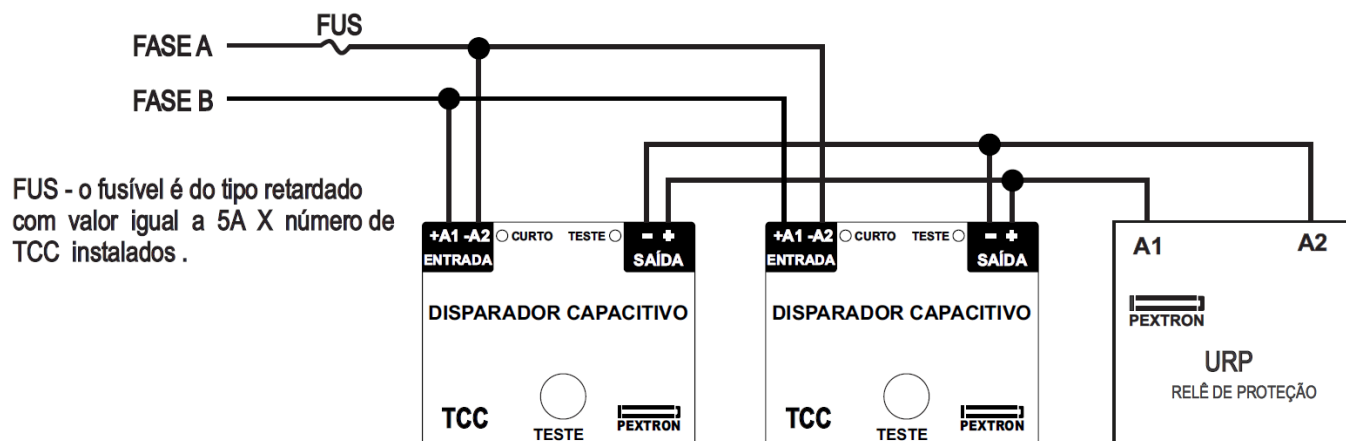 FUS
FASE A
FASE B
FUS - o fusível é do tipo retardado
com valor igual a 5A X número de
TCC instalados .
+A1 -A2 CURTO TESTE - +
ENTRADA SAÍDA
DISPARADOR CAPACITIVO
TCC
TESTE
PEXTRON
+A1 -A2 CURTO TESTE - +
ENTRADA SAÍDA
DISPARADOR CAPACITIVO
TCC
TESTE
PEXTRON
A1 A2
PEXTRON
URP
RELÊ DE PROTEÇÃO